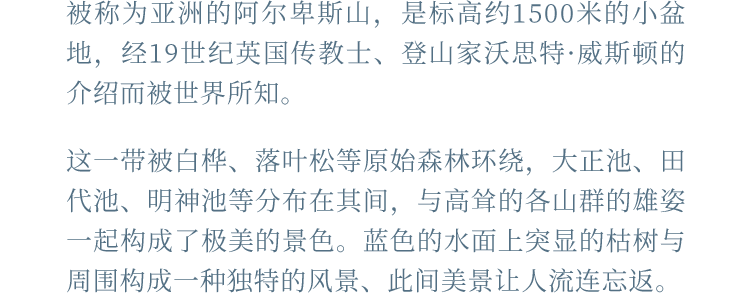 被称为亚洲的阿尔卑斯山，是标高约1500米的小盆
地，经19世纪英国传教士、登山家沃思特·威斯顿的
介绍而被世界所知。
这一带被白桦、落叶松等原始森林环绕，大正池、田
代池、明神池等分布在其间，与高耸的各山群的雄姿
一起构成了极美的景色。蓝色的水面上突显的枯树与
周围构成一种独特的风景、此间美景让人流连忘返。